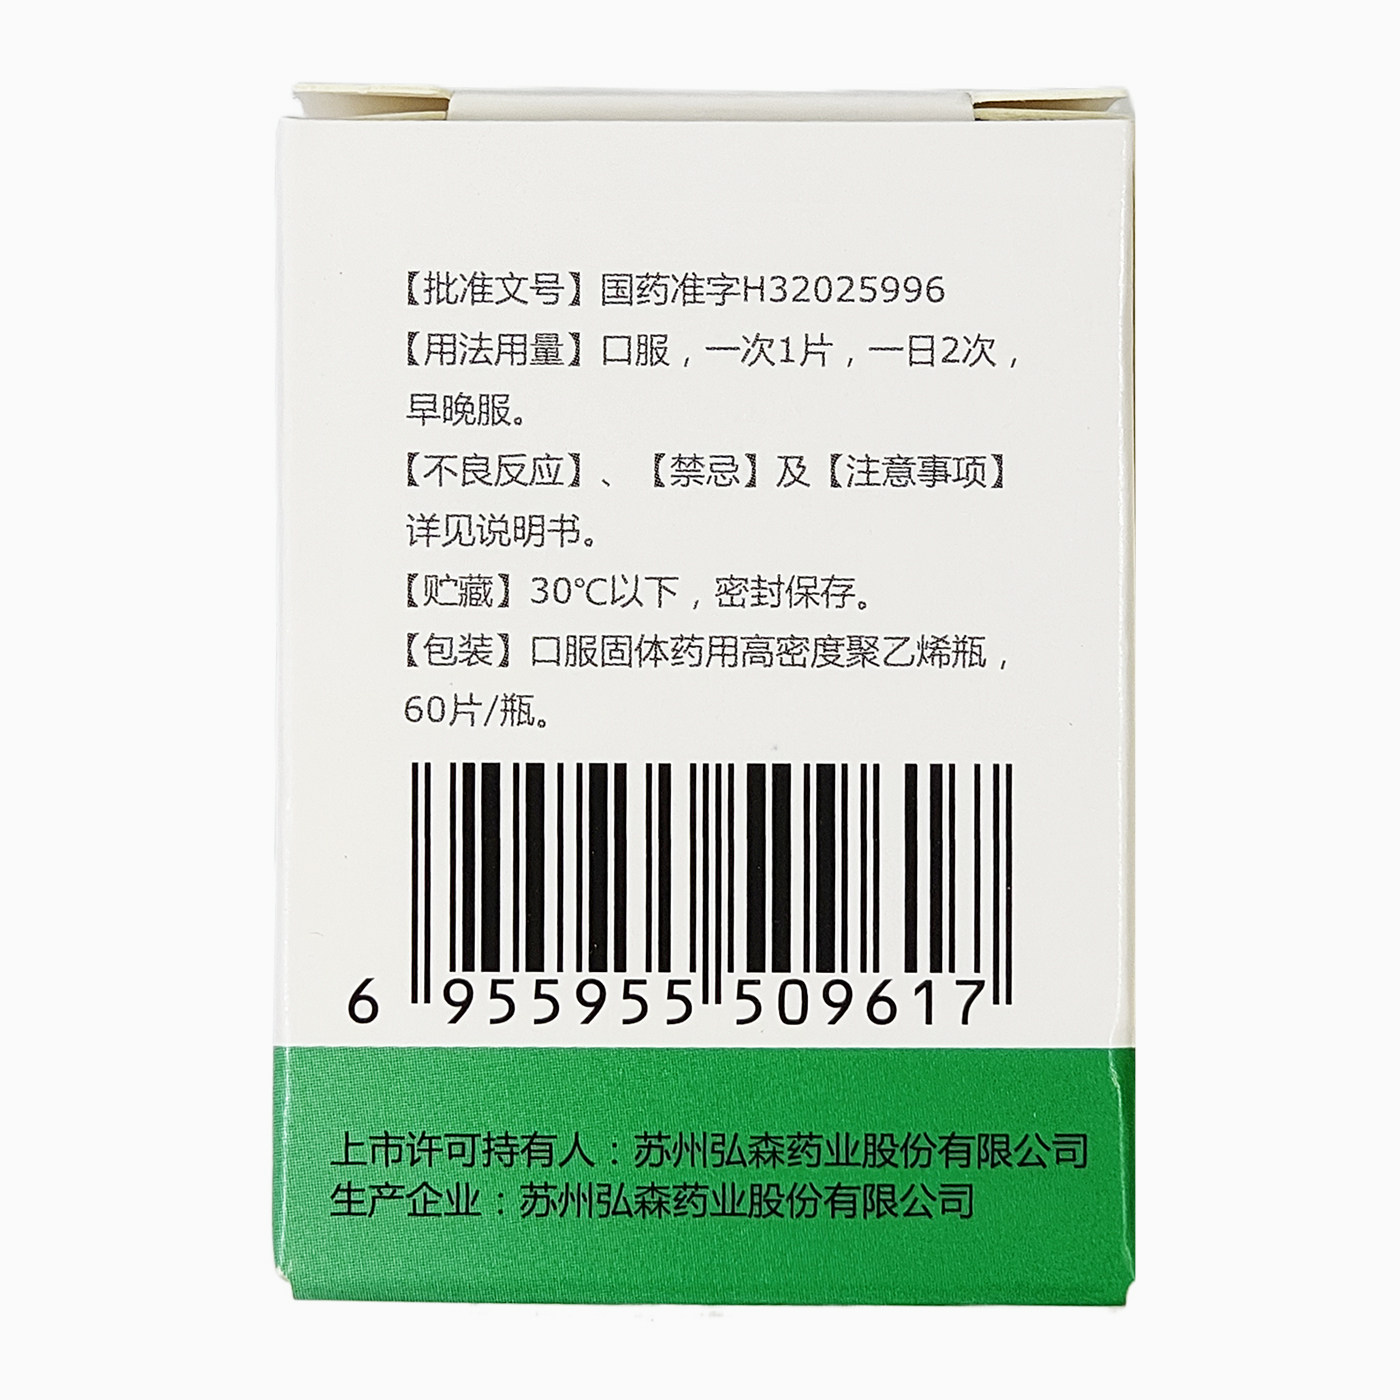 【批准文号】国药准字H32025996
【用法用量】口服，一次1片，一日2次，
早晚服。
【不良反应】、【禁忌】及【注意事项】
详见说明书。
【贮藏】30℃以下，密封保存。
【包装】口服固体药用高密度聚乙烯瓶，
60片/瓶。
6 955955 509617
上市许可持有人：苏州弘森药业股份有限公司
生产企业：苏州弘森药业股份有限公司